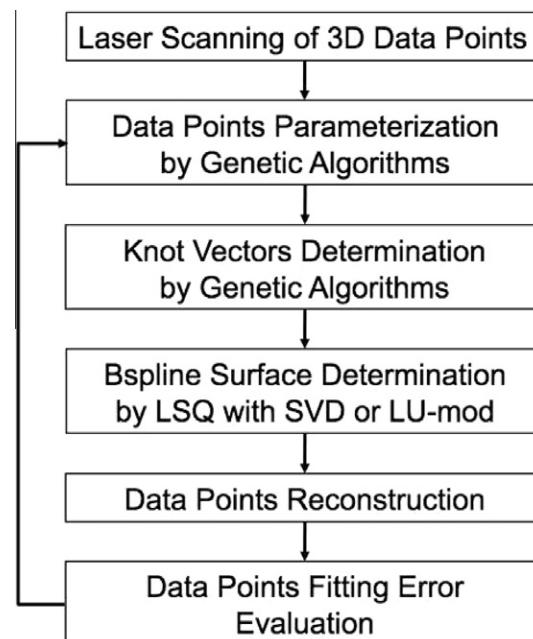 Laser Scanning of 3D Data Points
Data Points Parameterization
by Genetic Algorithms
Knot Vectors Determination
by Genetic Algorithms
Bspline Surface Determination
by LSQ with SVD or LU-mod
Data Points Reconstruction
Data Points Fitting Error
Evaluation